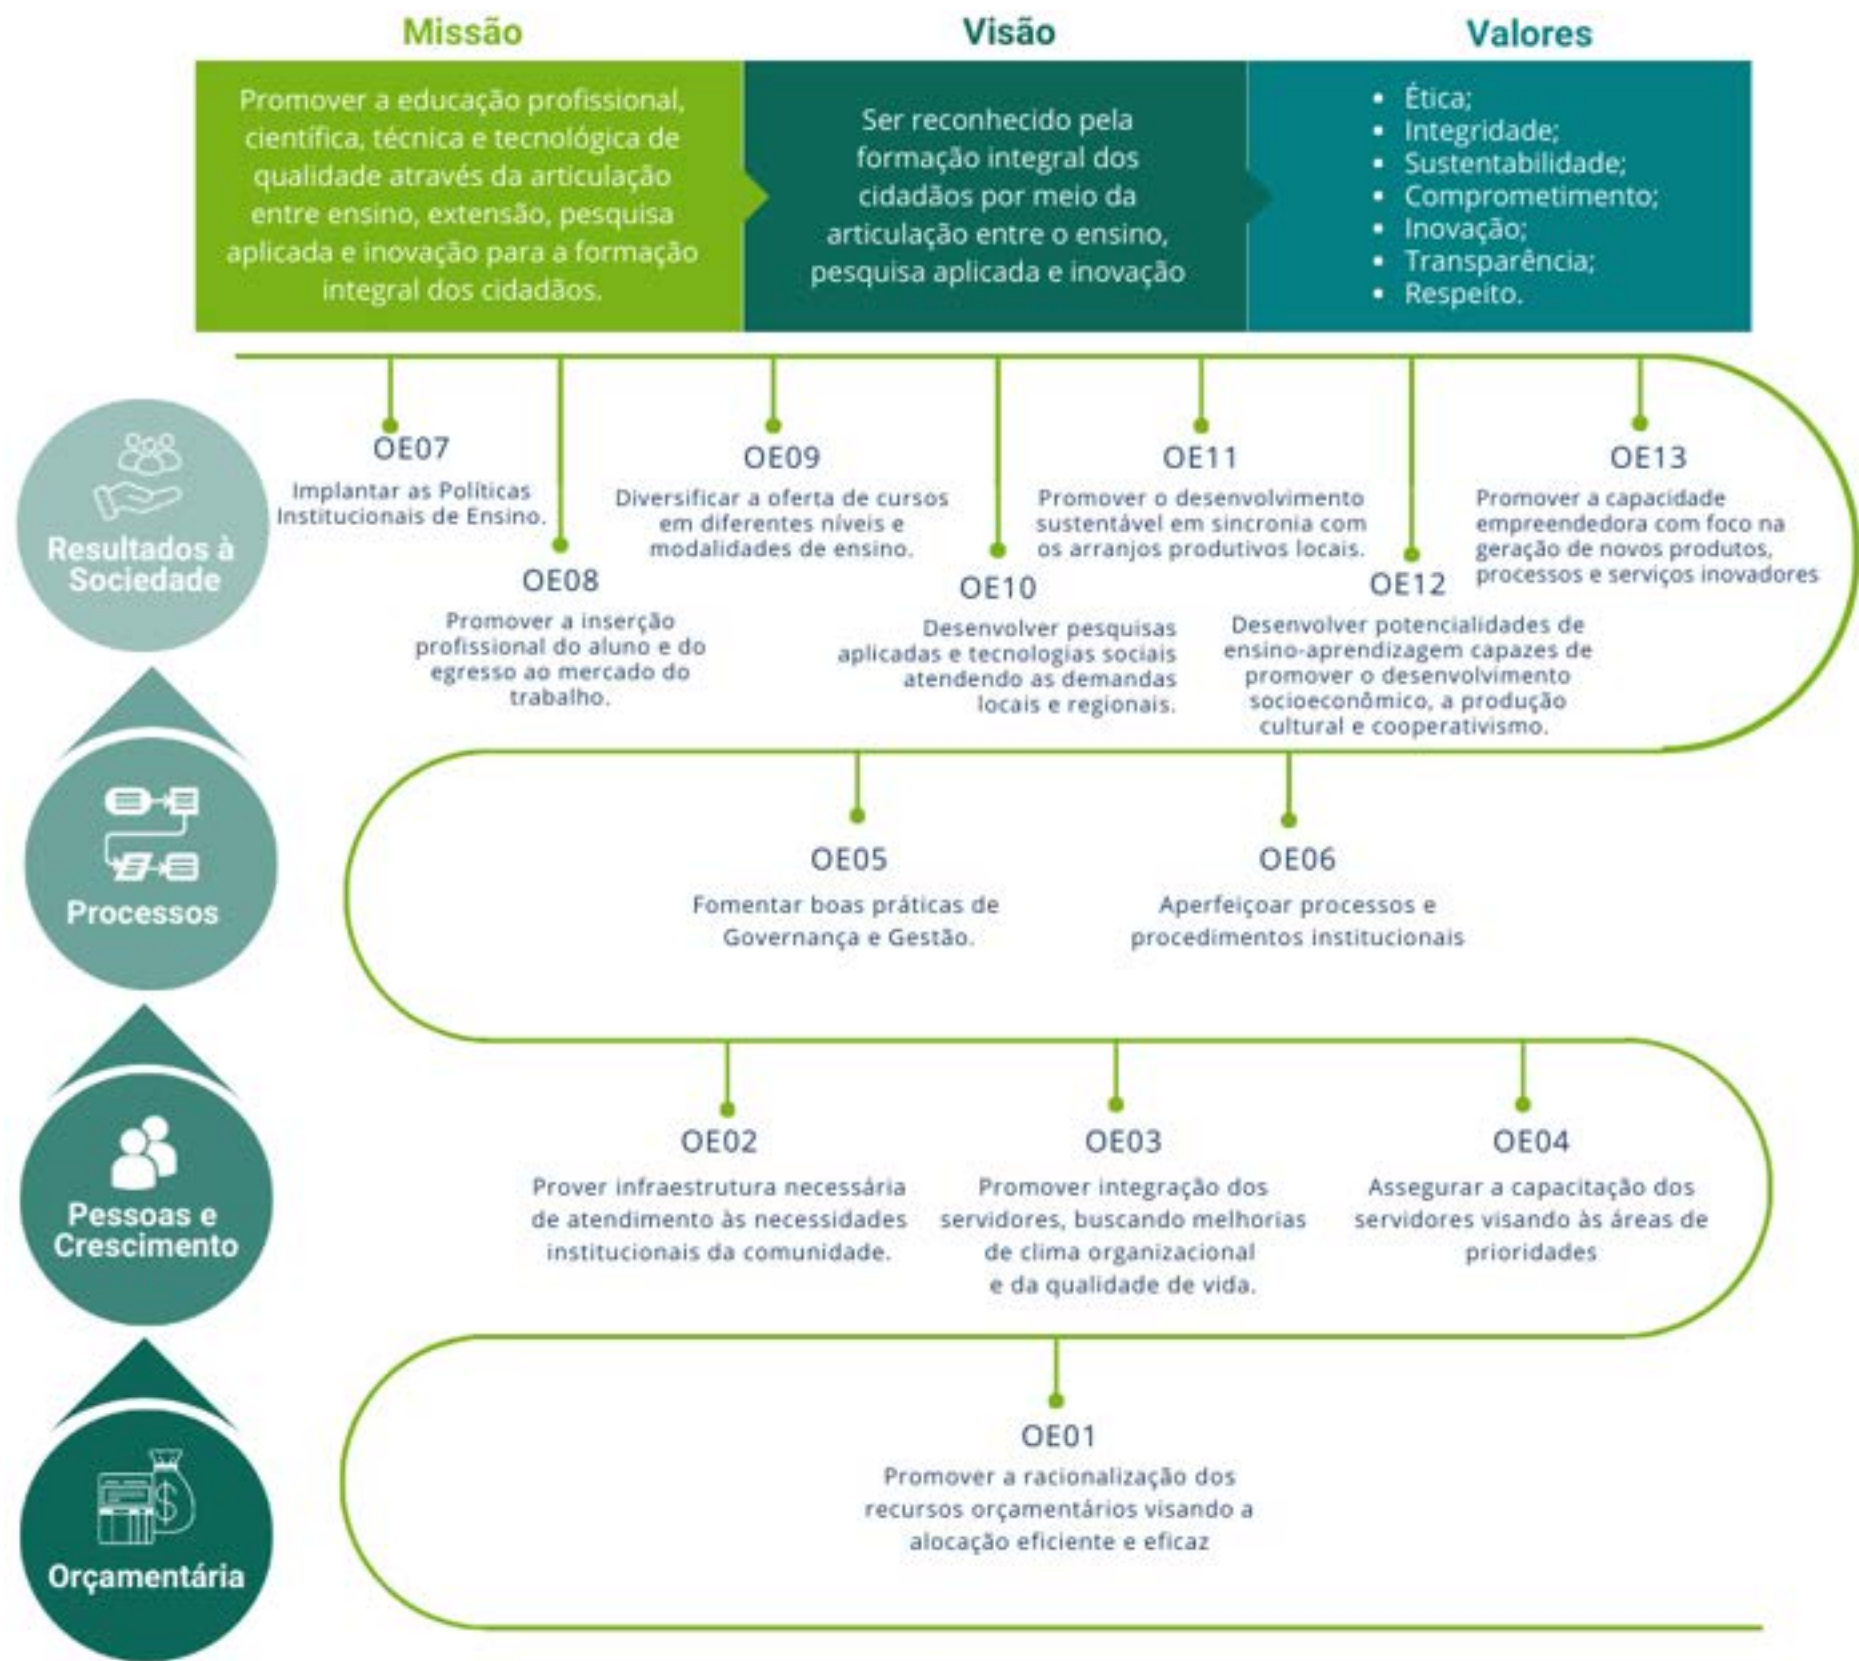 Missão
Promover a educação profissional,
científica, técnica e tecnológica de
qualidade através da articulação
entre ensino, extensão, pesquisa
aplicada e inovação para a formação
integral dos cidadãos.
Visão
Ser reconhecido pela
formação integral dos
cidadãos por meio da
articulação entre o ensino,
pesquisa aplicada e inovação
Valores
• Ética;
• Integridade;
• Sustentabilidade;
• Comprometimento;
• Inovação;
• Transparência;
• Respeito.
Resultados à
Sociedade
OE07
Implantar as Políticas
Institucionais de Ensino.
OE08
Promover a inserção
profissional do aluno e do
egresso ao mercado do
trabalho.
OE09
Diversificar a oferta de cursos
em diferentes níveis e
modalidades de ensino.
OE10
Desenvolver pesquisas
aplicadas e tecnologias sociais
atendendo as demandas
locais e regionais.
OE11
Promover o desenvolvimento
sustentável em sincronia com
os arranjos produtivos locais.
OE12
Desenvolver potencialidades de
ensino-aprendizagem capazes de
promover o desenvolvimento
socioeconômico, a produção
cultural e cooperativismo.
OE13
Promover a capacidade
empreendedora com foco na
geração de novos produtos,
processos e serviços inovadores
Processos
OE05
Fomentar boas práticas de
Governança e Gestão.
OE06
Aperfeiçoar processos e
procedimentos institucionais
Pessoas e
Crescimento
OE02
Prover infraestrutura necessária
de atendimento às necessidades
institucionais da comunidade.
OE03
Promover integração dos
servidores, buscando melhorias
de clima organizacional
e da qualidade de vida.
OE04
Assegurar a capacitação dos
servidores visando às áreas de
prioridades
Orçamentária
$
OE01
Promover a racionalização dos
recursos orçamentários visando a
alocação eficiente e eficaz